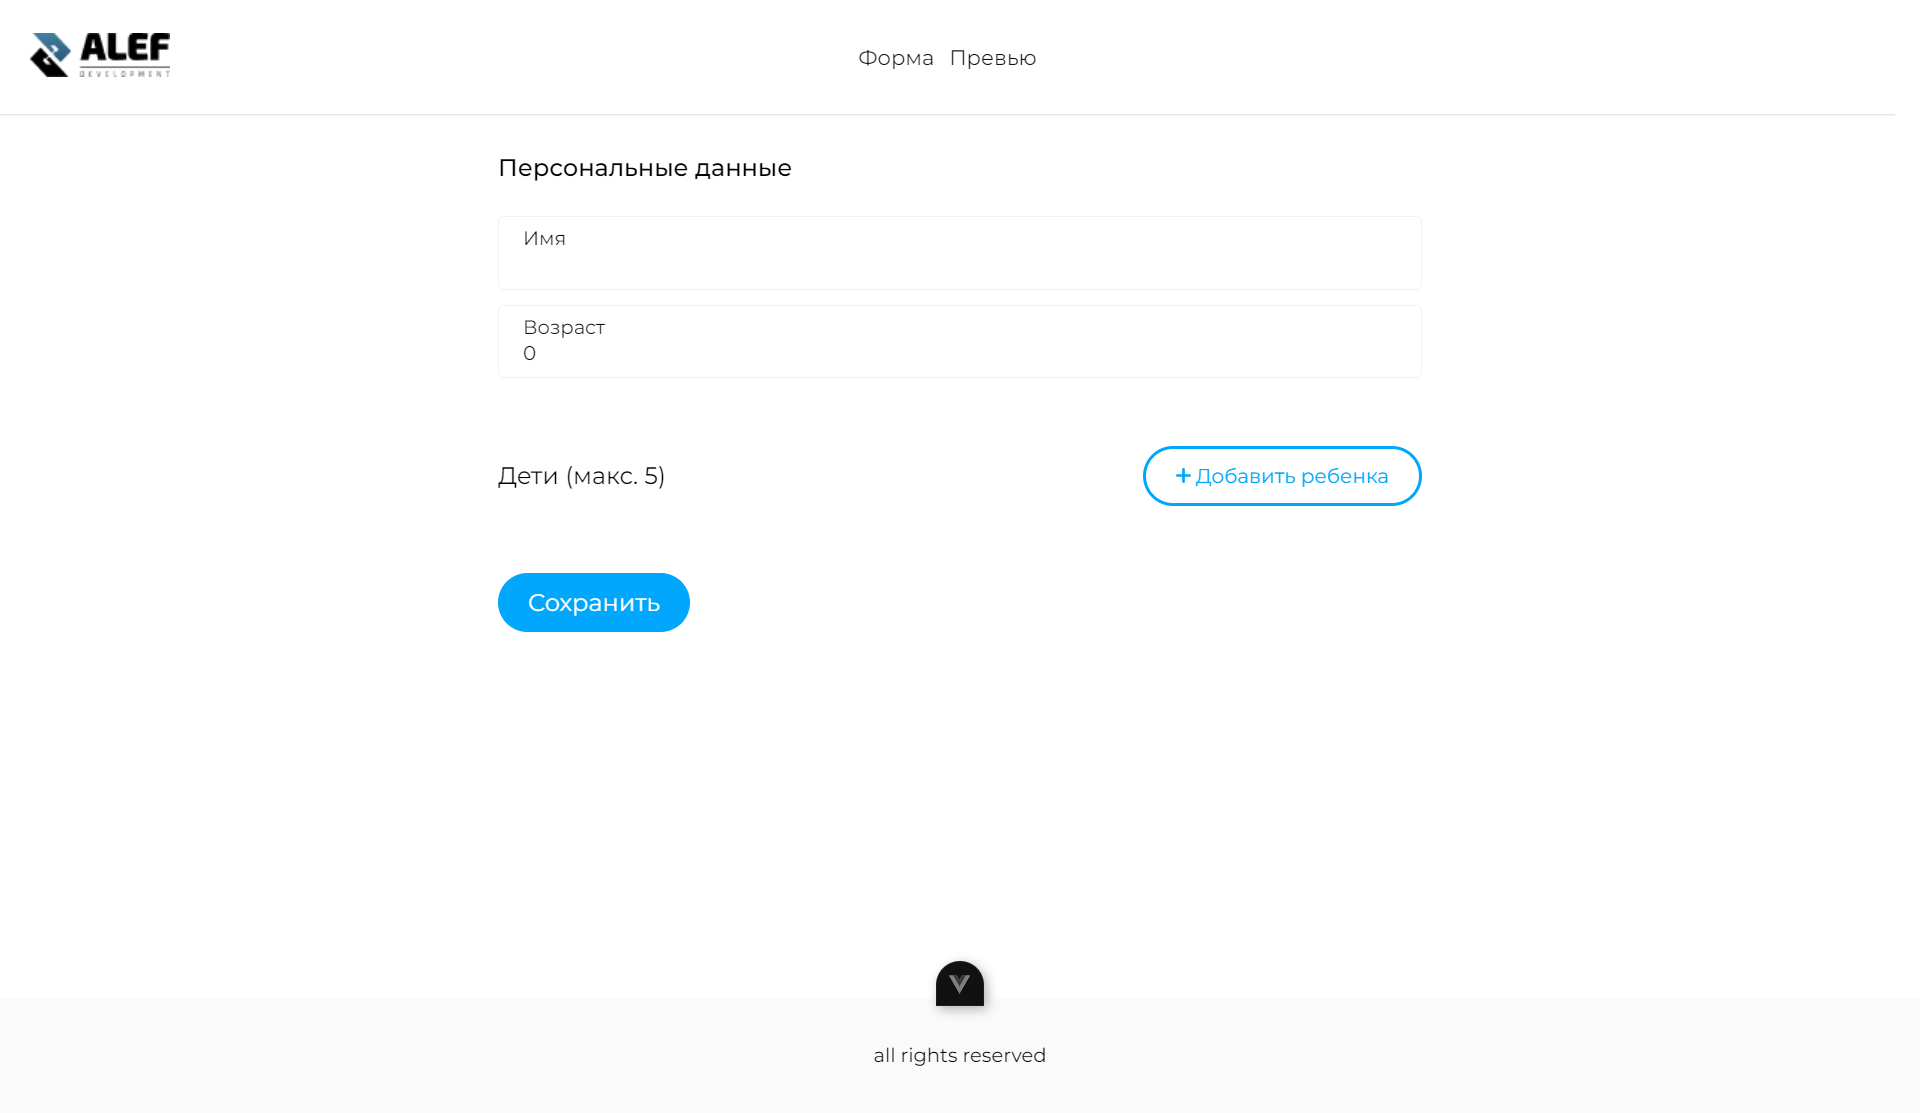 ALEF
DEVELOPMENT
Форма Превью
Персональные данные
Имя
Возраст
0
Дети (макс. 5)
+ Добавить ребенка
Сохранить
all rights reserved